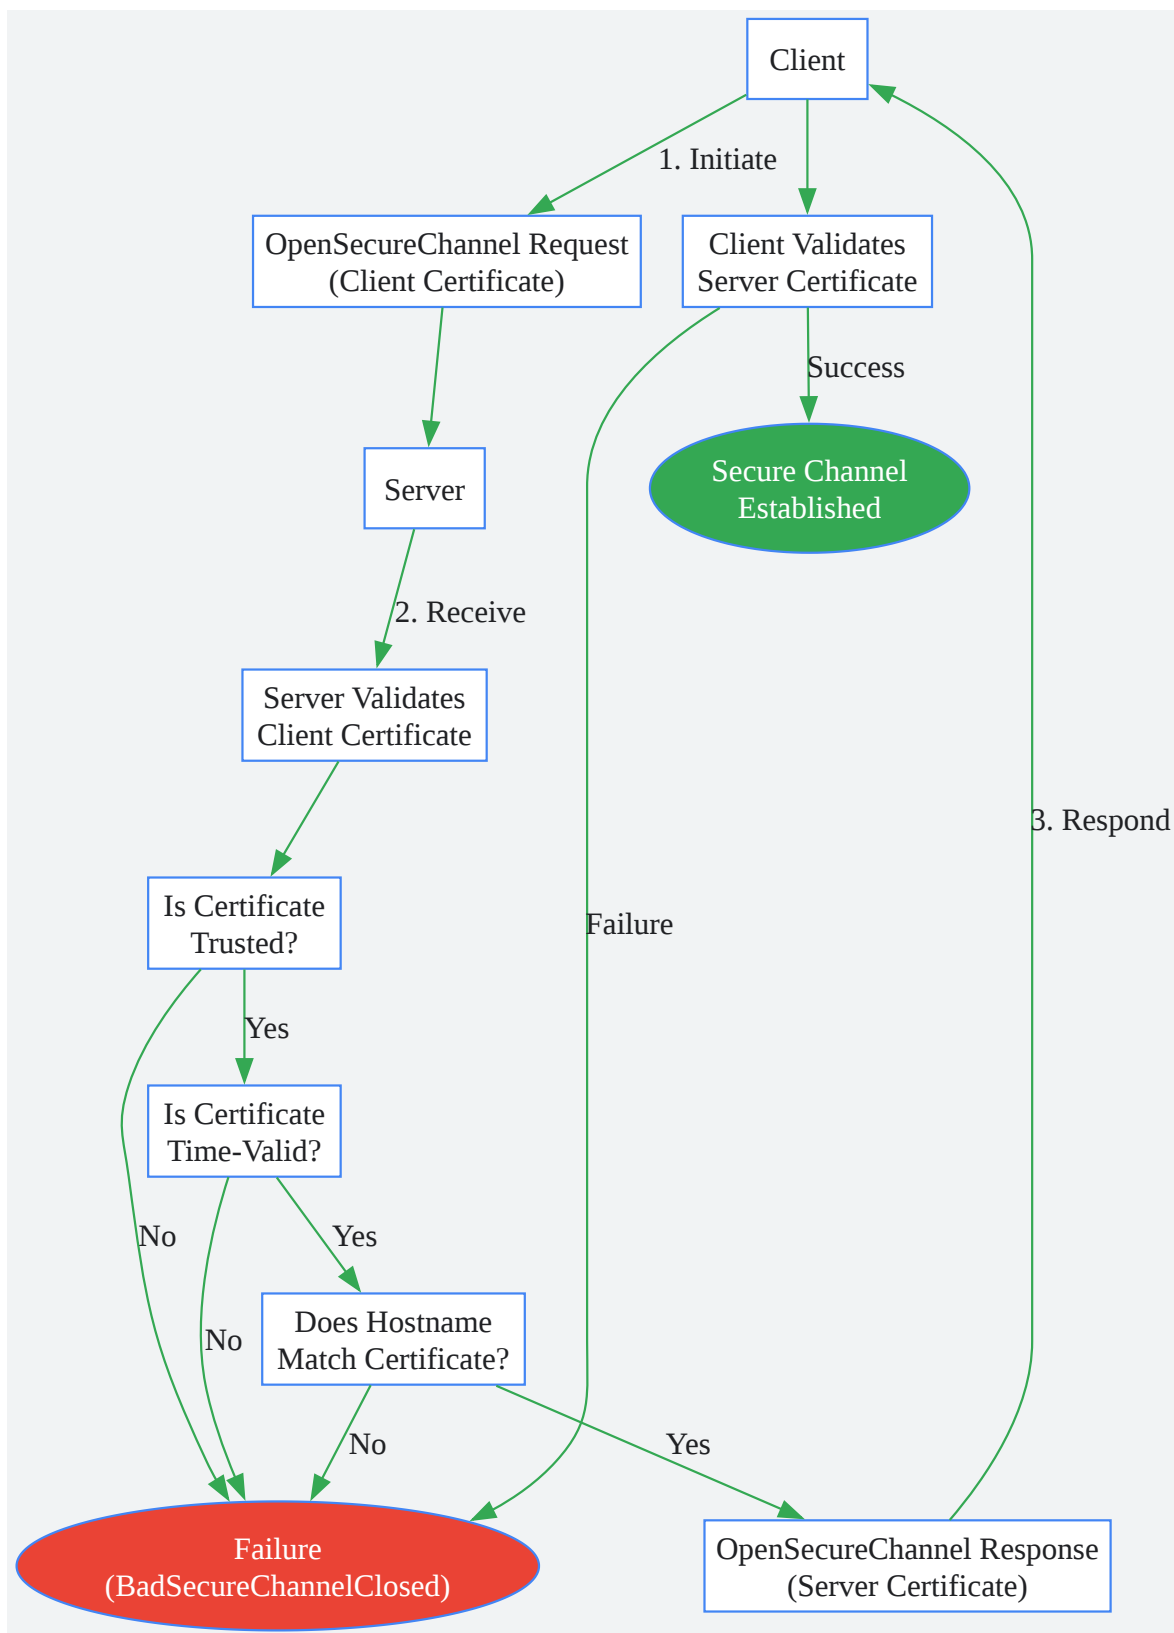 Client
1. Initiate
OpenSecureChannel Request
(Client Certificate)
Client Validates
Server Certificate
Success
Secure Channel
Established
Server
2. Receive
Server Validates
Client Certificate
3. Respond
Is Certificate
Trusted?
Failure
Yes
Is Certificate
Time-Valid?
No
Yes
Does Hostname
Match Certificate?
No
No
Yes
Failure
(BadSecureChannelClosed)
OpenSecureChannel Response
(Server Certificate)